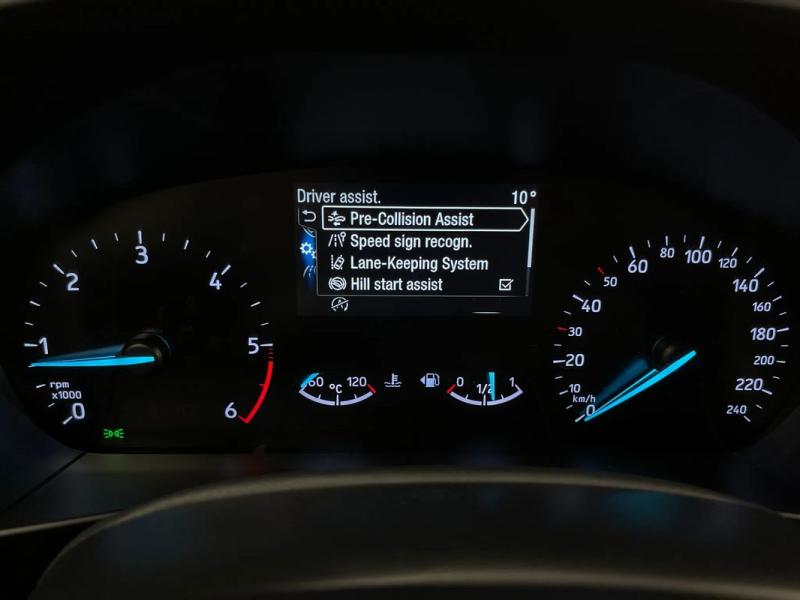 Driver assist. 10°
Pre-Collision Assist
Speed sign recogn.
Lane-Keeping System
Hill start assist
0 1 2 3 4 5 6
rpm
x1000
60 °C 120
0 1/2 1
0 10 20 30 40 50 60 80 100 120 140 160 180 200 220 240
km/h